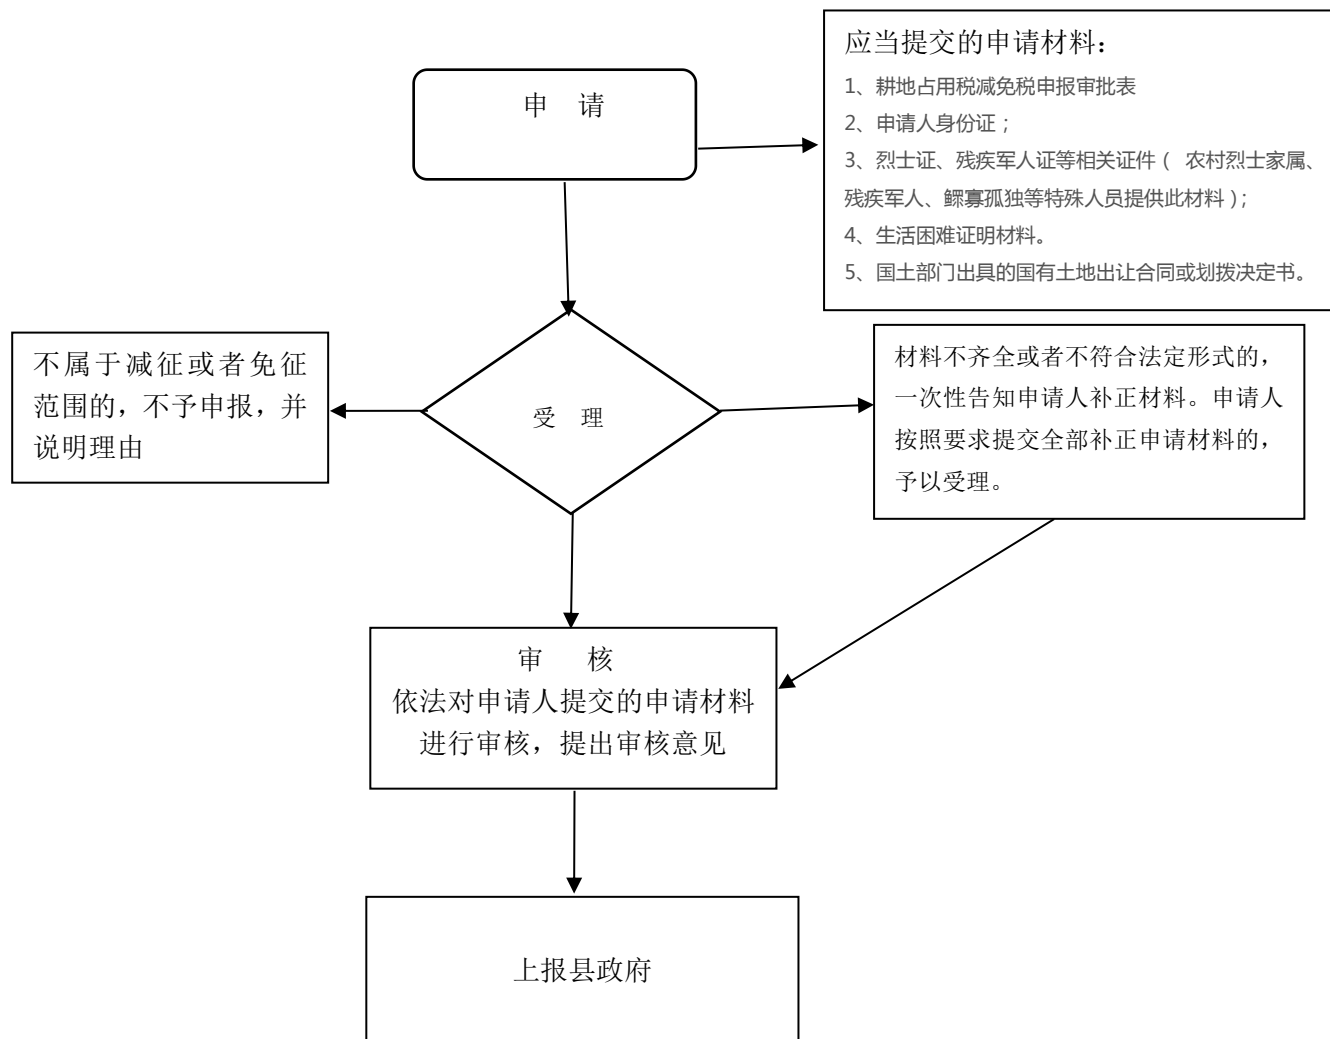 申 请
应当提交的申请材料：
1、耕地占用税减免税申报审批表
2、申请人身份证；
3、烈士证、残疾军人证等相关证件（ 农村烈士家属、
残疾军人、鳏寡孤独等特殊人员提供此材料）；
4、生活困难证明材料。
5、国土部门出具的国有土地出让合同或划拨决定书。
不属于减征或者免征
范围的，不予申报，并
说明理由
受 理
材料不齐全或者不符合法定形式的，
一次性告知申请人补正材料。申请人
按照要求提交全部补正申请材料的，
予以受理。
审 核
依法对申请人提交的申请材料
进行审核，提出审核意见
上报县政府